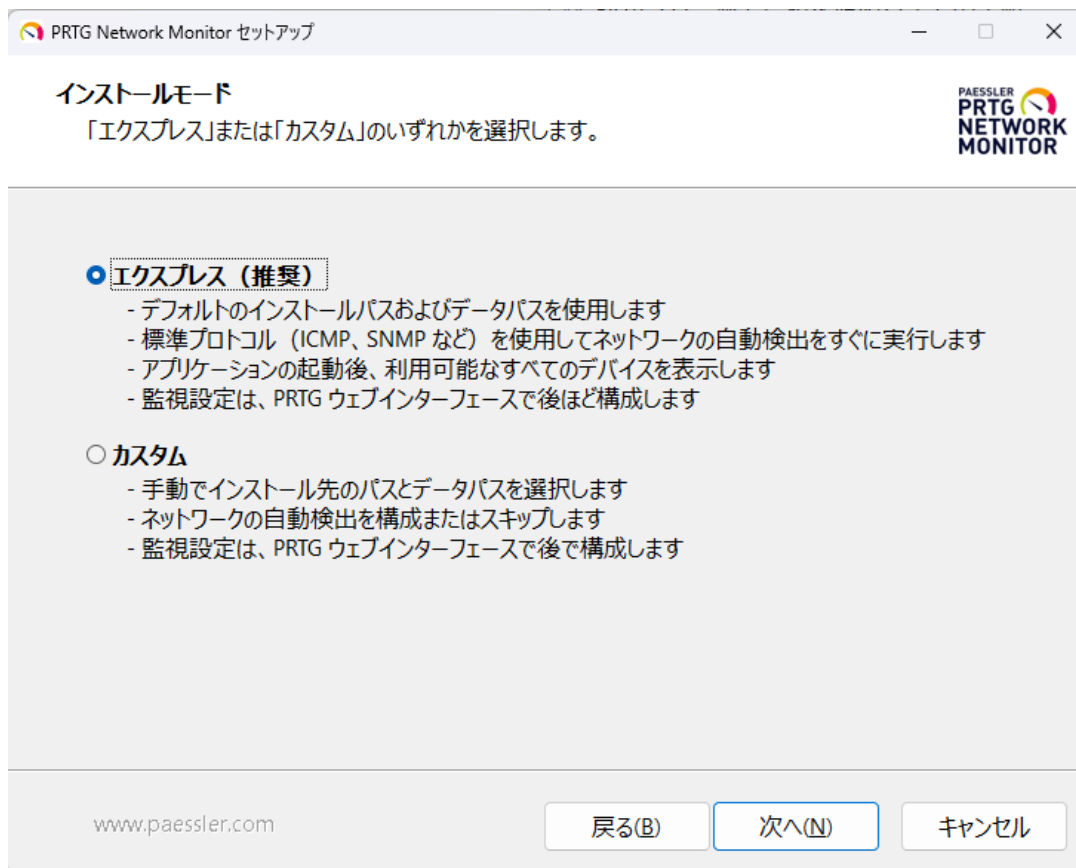 PRTG Network Monitor セットアップ
インストールモード
「エクスプレス」または「カスタム」のいずれかを選択します。
PAESSLER
PRTG
NETWORK
MONITOR
エクスプレス（推奨）
- デフォルトのインストールパスおよびデータパスを使用します
- 標準プロトコル（ICMP、SNMP など）を使用してネットワークの自動検出をすぐに実行します
- アプリケーションの起動後、利用可能なすべてのデバイスを表示します
- 監視設定は、PRTG ウェブインターフェースで後ほど構成します
カスタム
- 手動でインストール先のパスとデータパスを選択します
- ネットワークの自動検出を構成またはスキップします
- 監視設定は、PRTG ウェブインターフェースで後で構成します
www.paessler.com
戻る(B)
次へ(N)
キャンセル